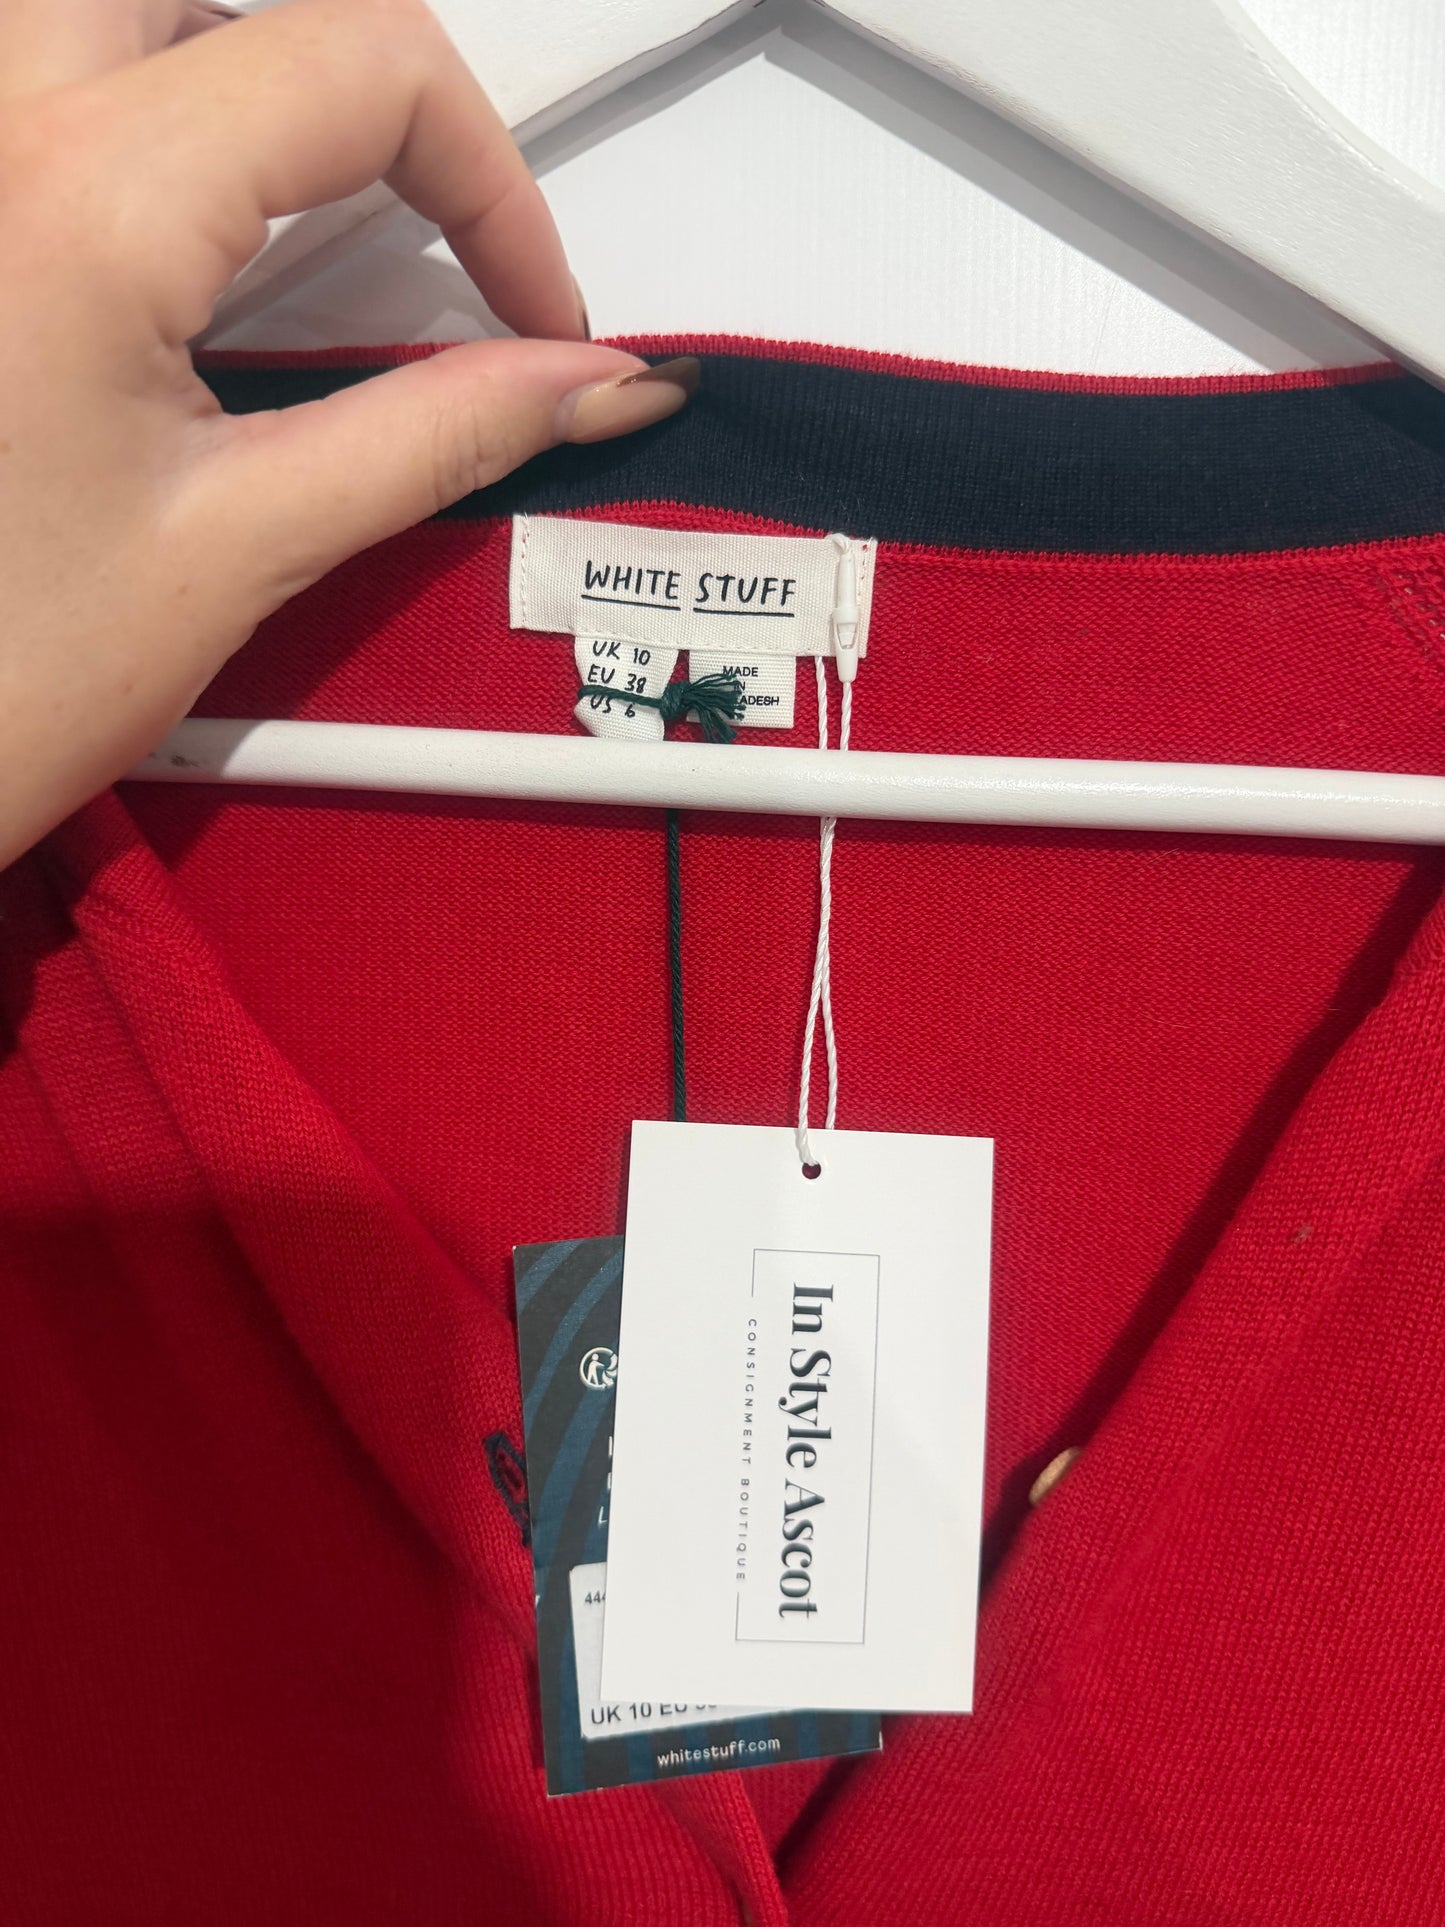 WHITE STUFF
UK 10
EU 38
US 6
MADE
IN
In Style Ascot
CONSIGNMENT BOUTIQUE
UK 10 EU
whitestuff.com